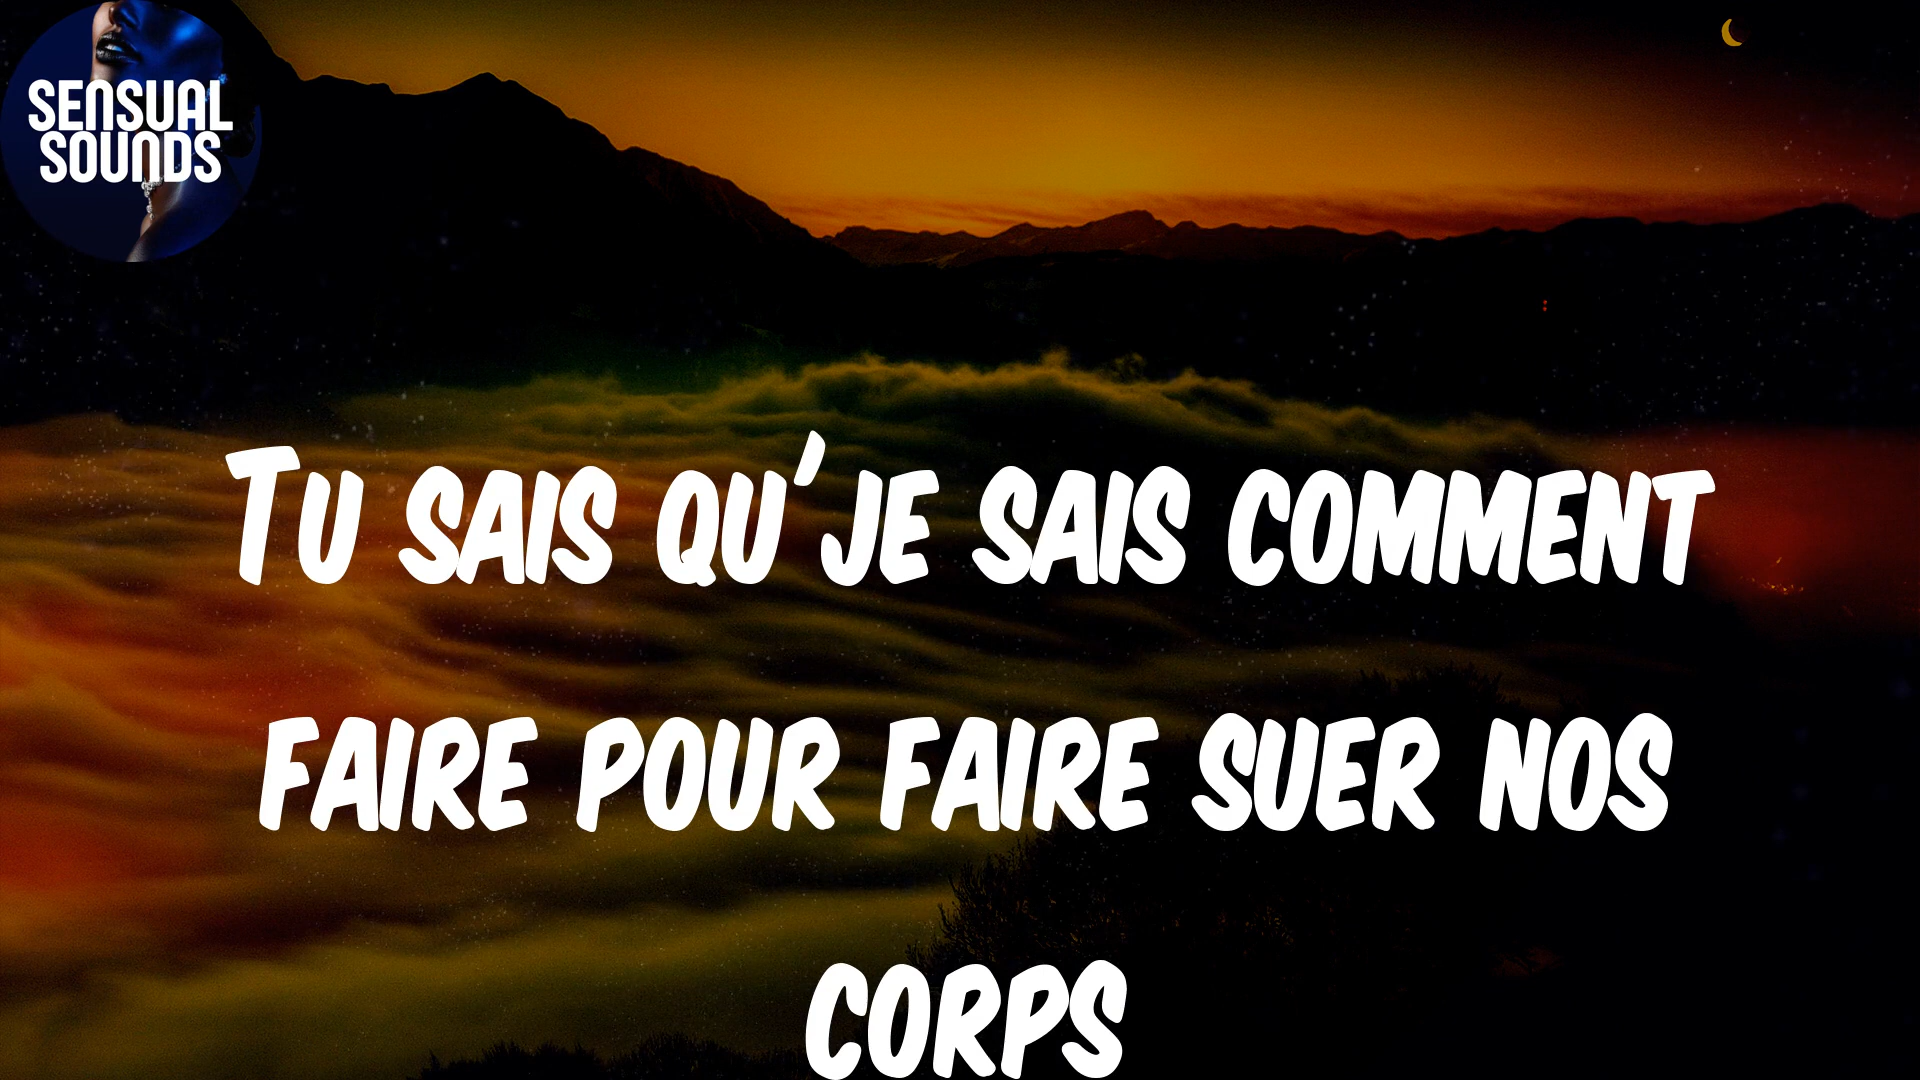 SENSUAL
SOUNDS
Tu sais qu'je sais comment
faire pour faire suer nos
corps